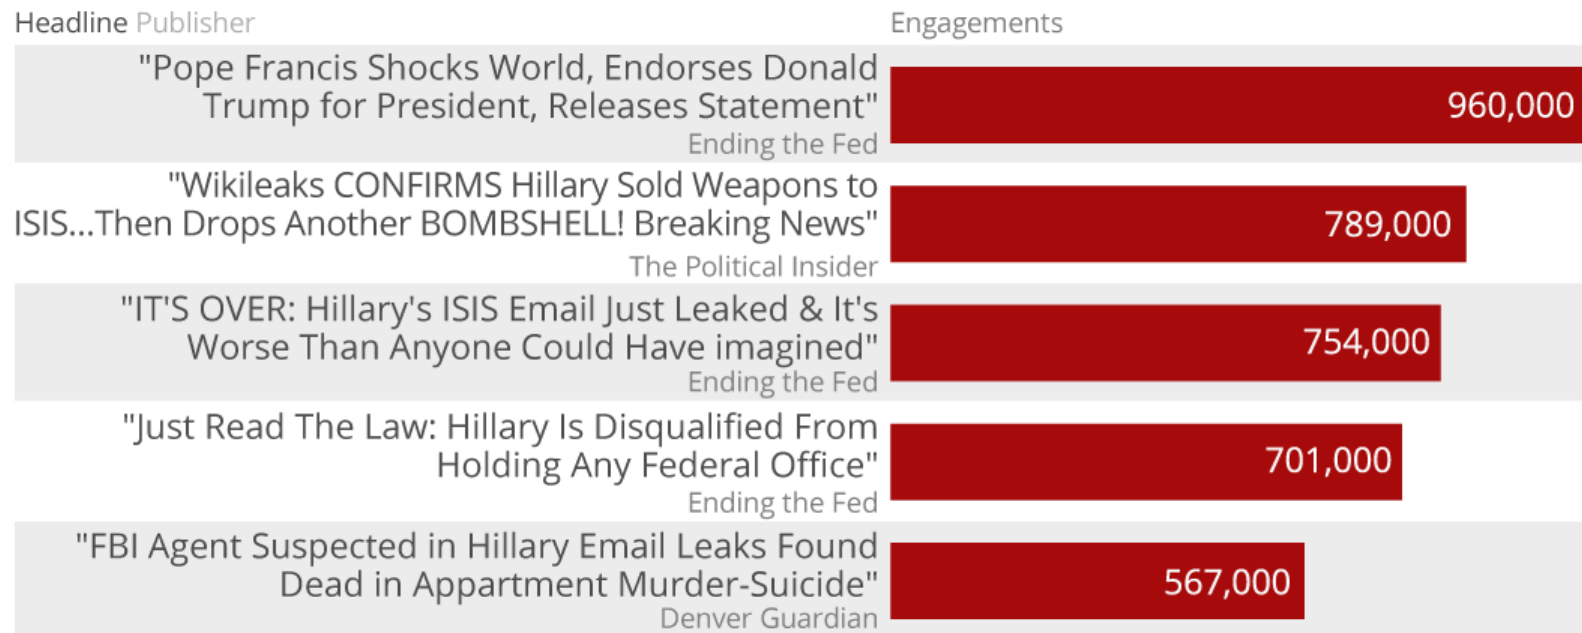 Headline Publisher Engagements
"Pope Francis Shocks World, Endorses Donald
Trump for President, Releases Statement"
Ending the Fed
960,000
"Wikileaks CONFIRMS Hillary Sold Weapons to
ISIS...Then Drops Another BOMBSHELL! Breaking News"
The Political Insider
789,000
"IT'S OVER: Hillary's ISIS Email Just Leaked & It's
Worse Than Anyone Could Have imagined"
Ending the Fed
754,000
"Just Read The Law: Hillary Is Disqualified From
Holding Any Federal Office"
Ending the Fed
701,000
"FBI Agent Suspected in Hillary Email Leaks Found
Dead in Appartment Murder-Suicide"
Denver Guardian
567,000